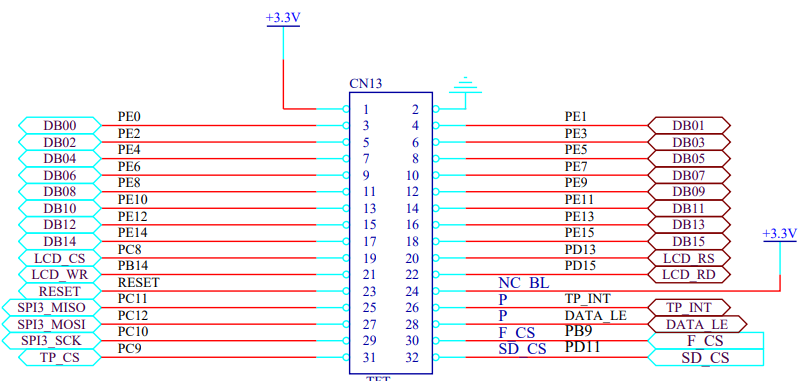 +3.3V
CN13
1 2
DB00 PE0 3 4 PE1 DB01
DB02 PE2 5 6 PE3 DB03
DB04 PE4 7 8 PE5 DB05
DB06 PE6 9 10 PE7 DB07
DB08 PE8 11 12 PE9 DB09
DB10 PE10 13 14 PE11 DB11
DB12 PE12 15 16 PE13 DB13
DB14 PE14 17 18 PE15 DB15
+3.3V
LCD_CS PC8 19 20 PD13 LCD_RS
LCD_WR PB14 21 22 PD15 LCD_RD
RESET RESET 23 24 NC_BL
SPI3_MISO PC11 25 26 P TP_INT TP_INT
SPI3_MOSI PC12 27 28 P DATA_LE DATA_LE
SPI3_SCK PC10 29 30 F_CS PB9 F_CS
TP_CS PC9 31 32 SD_CS PD11 SD_CS
TFT